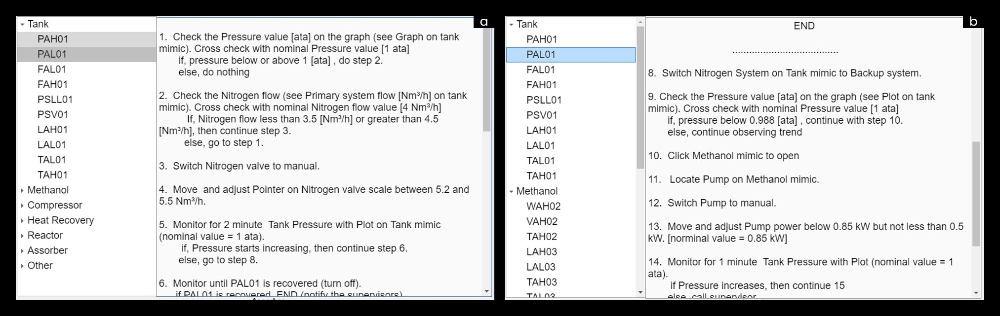 a
Tank
PAH01
PAL01
FAL01
FAH01
PSLL01
PSV01
LAH01
LAL01
TAL01
TAH01
Methanol
Compressor
Heat Recovery
Reactor
Assorber
Other
1. Check the Pressure value [ata] on the graph (see Graph on tank
mimic). Cross check with nominal Pressure value [1 ata]
if, pressure below or above 1 [ata] , do step 2.
else, do nothing
2. Check the Nitrogen flow (see Primary system flow [Nm³/h] on tank
mimic). Cross check with nominal Nitrogen flow value [4 Nm³/h]
If, Nitrogen flow less than 3.5 [Nm³/h] or greater than 4.5
[Nm³/h], then continue step 3.
else, go to step 1.
3. Switch Nitrogen valve to manual.
4. Move and adjust Pointer on Nitrogen valve scale between 5.2 and
5.5 Nm³/h.
5. Monitor for 2 minute Tank Pressure with Plot on Tank mimic
(nominal value = 1 ata).
if, Pressure starts increasing, then continue step 6.
else, go to step 8.
6. Monitor until PAL01 is recovered (turn off).
if PAL01 is recovered, END (notify the supervisors)
Assorber
b
Tank
PAH01
PAL01
FAL01
FAH01
PSLL01
PSV01
LAH01
LAL01
TAL01
TAH01
Methanol
WAH02
VAH02
TAH02
LAH03
LAL03
TAH03
TAL03
END
......................................
8. Switch Nitrogen System on Tank mimic to Backup system.
9. Check the Pressure value [ata] on the graph (see Plot on tank
mimic). Cross check with nominal Pressure value [1 ata]
if, pressure below 0.988 [ata] , continue with step 10.
else, continue observing trend
10. Click Methanol mimic to open
11. Locate Pump on Methanol mimic.
12. Switch Pump to manual.
13. Move and adjust Pump power below 0.85 kW but not less than 0.5
kW. [norminal value = 0.85 kW]
14. Monitor for 1 minute Tank Pressure with Plot (nominal value = 1
ata).
if Pressure increases, then continue 15
else, call supervisor